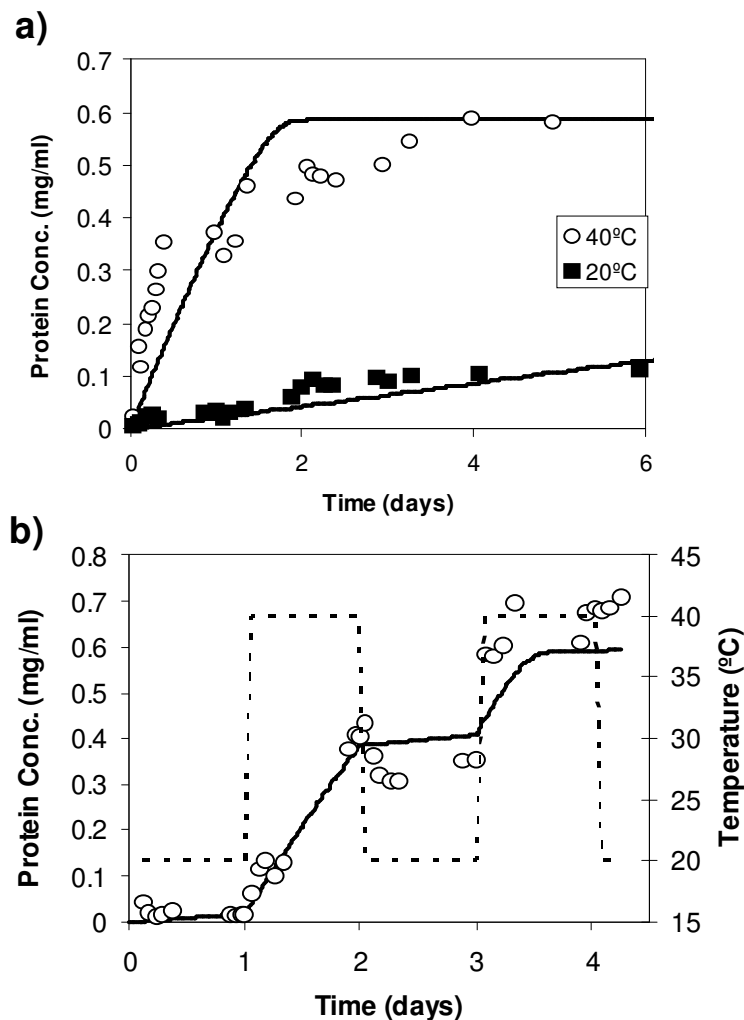 a)
0.7
0.6
0.5
0.4
0.3
0.2
0.1
0
Protein Conc. (mg/ml)
40ºC
20ºC
0 2 4 6
Time (days)
b)
0.8
0.7
0.6
0.5
0.4
0.3
0.2
0.1
0
Protein Conc. (mg/ml)
45
40
35
30
25
20
15
Temperature (ºC)
0 1 2 3 4
Time (days)